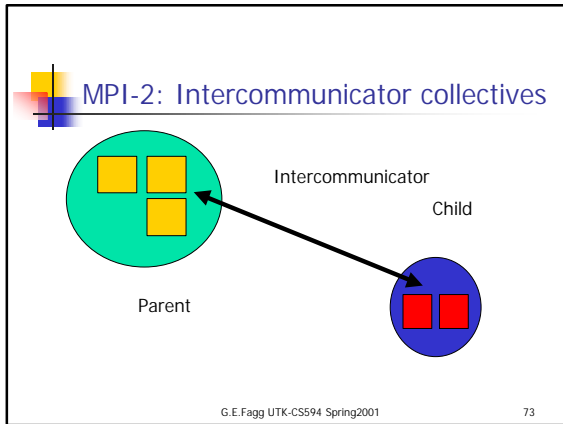 MPI-2: Intercommunicator collectives
Intercommunicator
Child
Parent
G.E.Fagg UTK-CS594 Spring2001
73